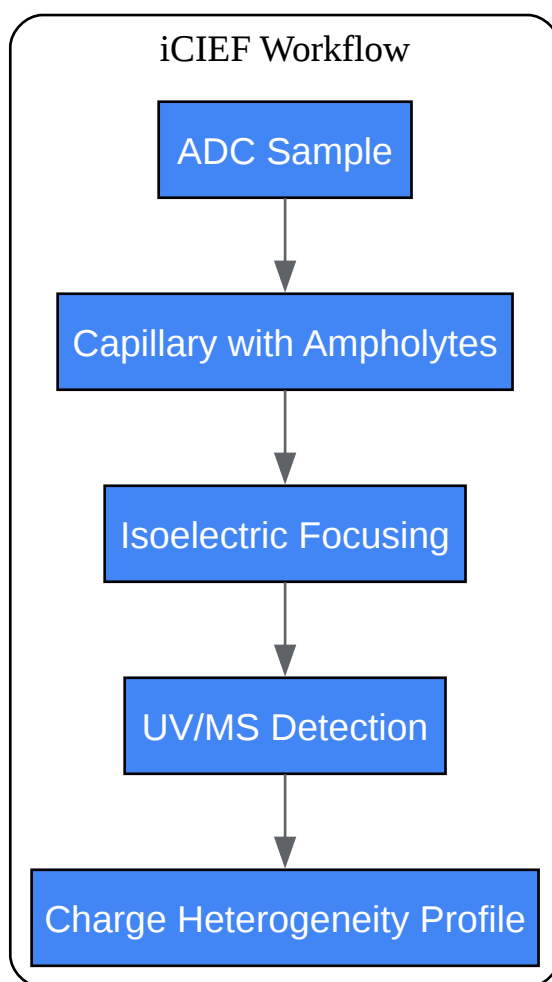 iCIEF Workflow
ADC Sample
Capillary with Ampholytes
Isoelectric Focusing
UV/MS Detection
Charge Heterogeneity Profile